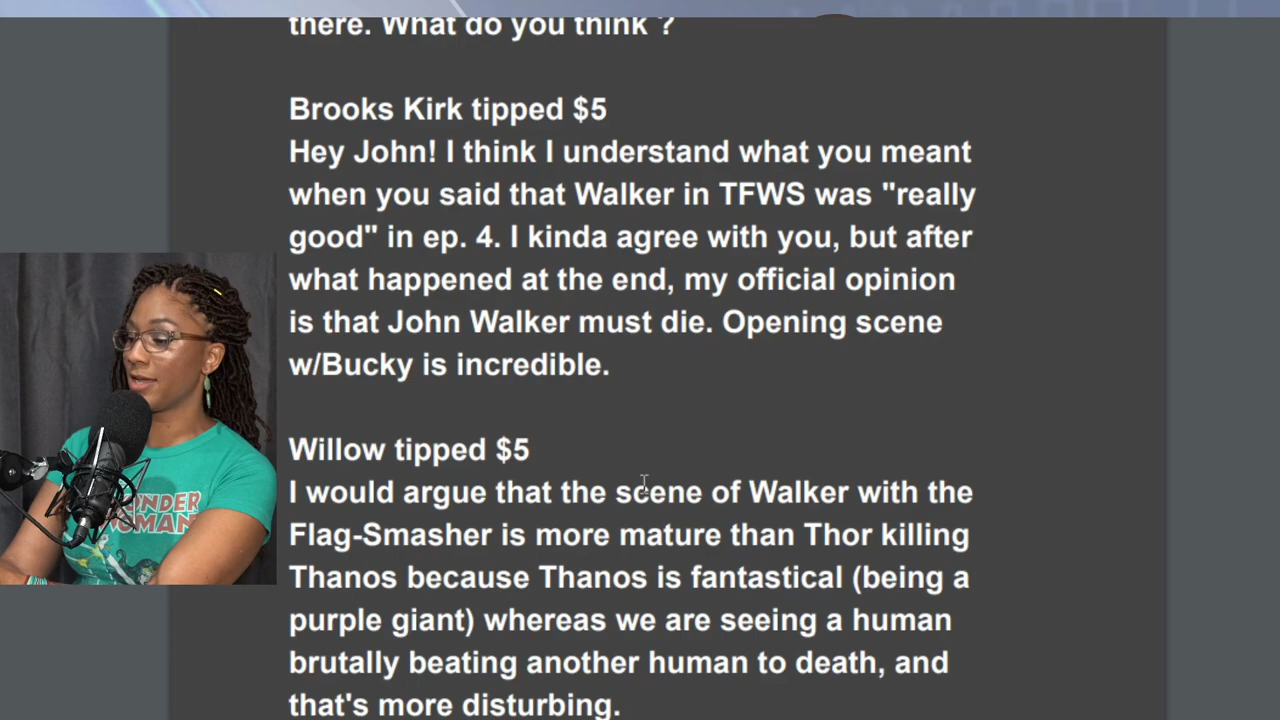 there. What do you think ?
Brooks Kirk tipped $5
Hey John! I think I understand what you meant
when you said that Walker in TFWS was "really
good" in ep. 4. I kinda agree with you, but after
what happened at the end, my official opinion
is that John Walker must die. Opening scene
w/Bucky is incredible.
Willow tipped $5
I would argue that the scene of Walker with the
Flag-Smasher is more mature than Thor killing
Thanos because Thanos is fantastical (being a
purple giant) whereas we are seeing a human
brutally beating another human to death, and
that's more disturbing.
WONDER
WOMAN